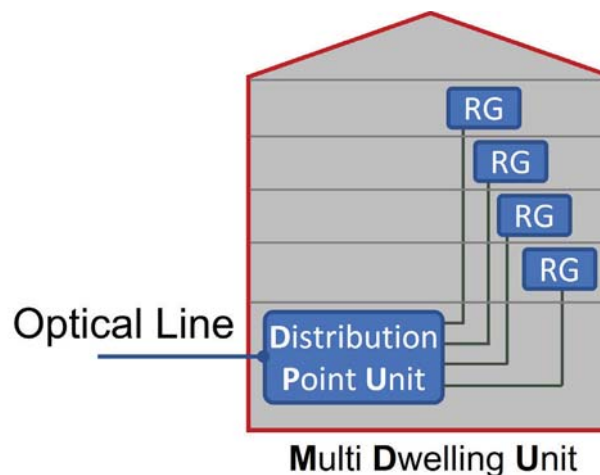 RG
RG
RG
RG
Optical Line
Distribution
Point Unit
Multi Dwelling Unit